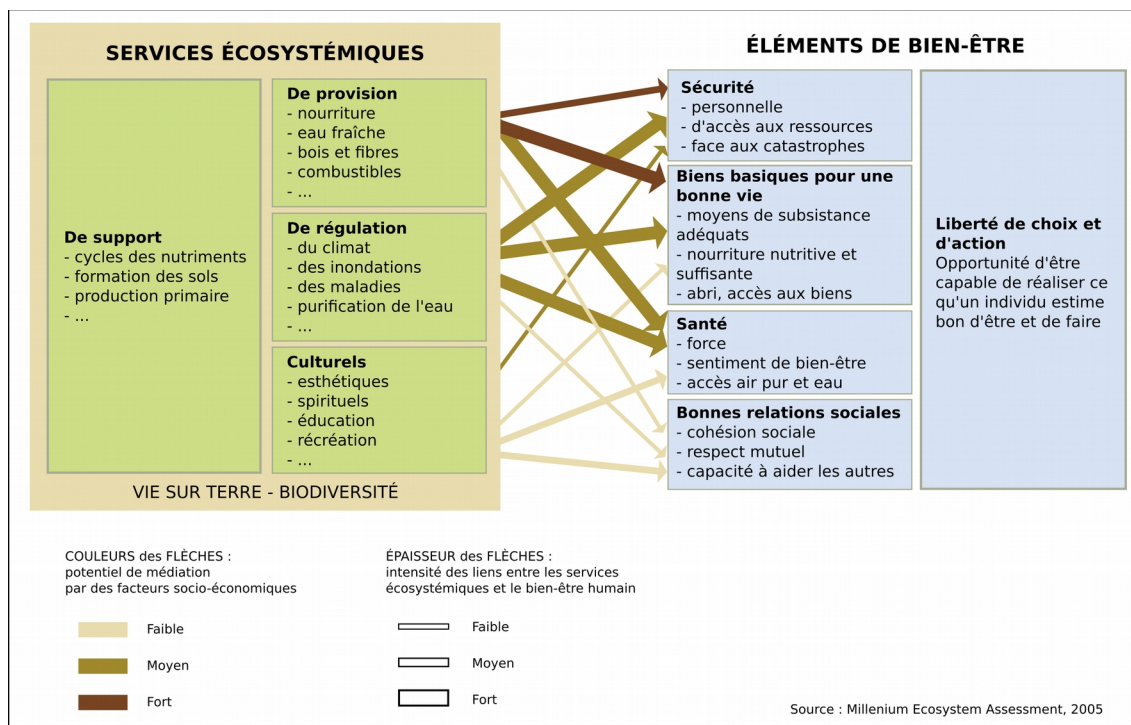 SERVICES ÉCOSYSTÉMIQUES
De support
- cycles des nutriments
- formation des sols
- production primaire
- ...
De provision
- nourriture
- eau fraîche
- bois et fibres
- combustibles
- ...
De régulation
- du climat
- des inondations
- des maladies
- purification de l'eau
- ...
Culturels
- esthétiques
- spirituels
- éducation
- récréation
- ...
VIE SUR TERRE - BIODIVERSITÉ
ÉLÉMENTS DE BIEN-ÊTRE
Sécurité
- personnelle
- d'accès aux ressources
- face aux catastrophes
Biens basiques pour une
bonne vie
- moyens de subsistance
adéquats
- nourriture nutritive et
suffisante
- abri, accès aux biens
Santé
- force
- sentiment de bien-être
- accès air pur et eau
Bonnes relations sociales
- cohésion sociale
- respect mutuel
- capacité à aider les autres
Liberté de choix et
d'action
Opportunité d'être
capable de réaliser ce
qu'un individu estime
bon d'être et de faire
COULEURS des FLÈCHES :
potentiel de médiation
par des facteurs socio-économiques
Faible
Moyen
Fort
ÉPAISSEUR des FLÈCHES :
intensité des liens entre les services
écosystémiques et le bien-être humain
Faible
Moyen
Fort
Source : Millenium Ecosystem Assessment, 2005